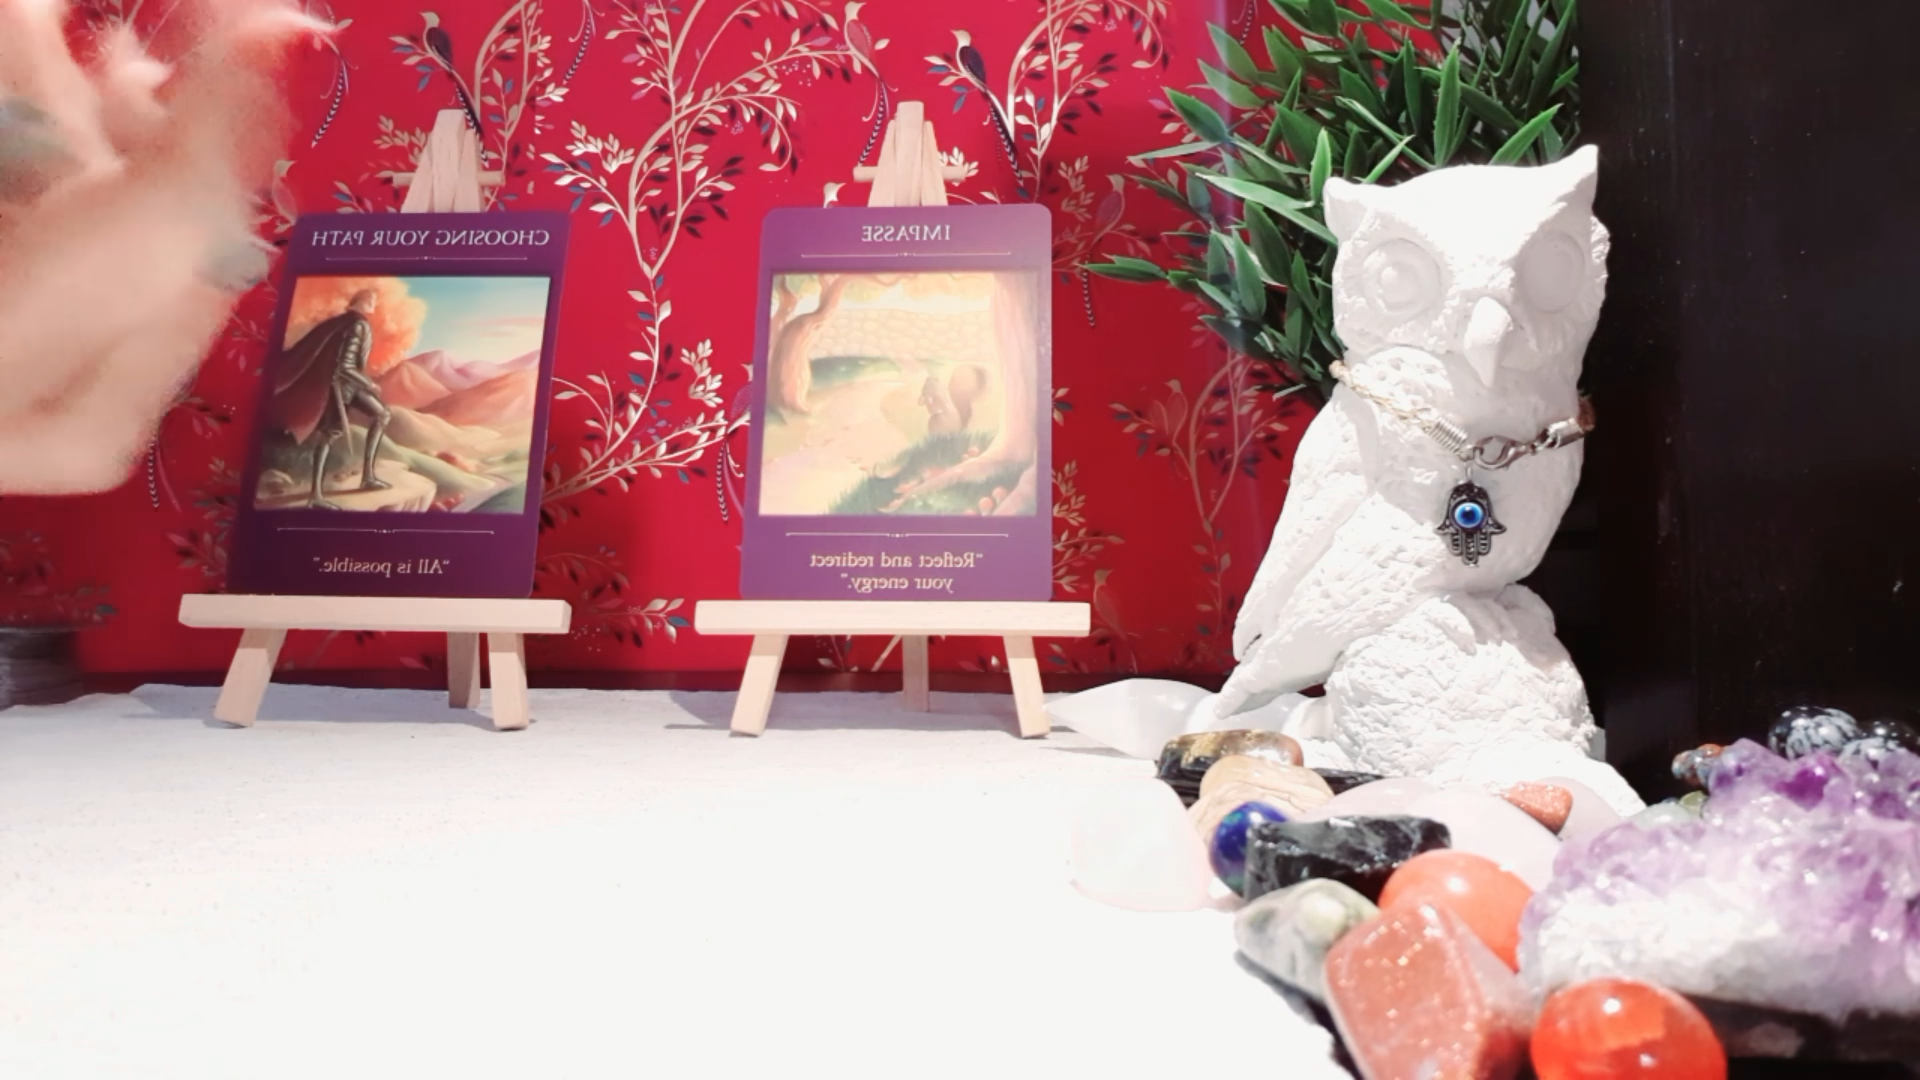 CHOOSING YOUR PATH
"All is possible."
IMPASSE
"Reflect and redirect
your energy."